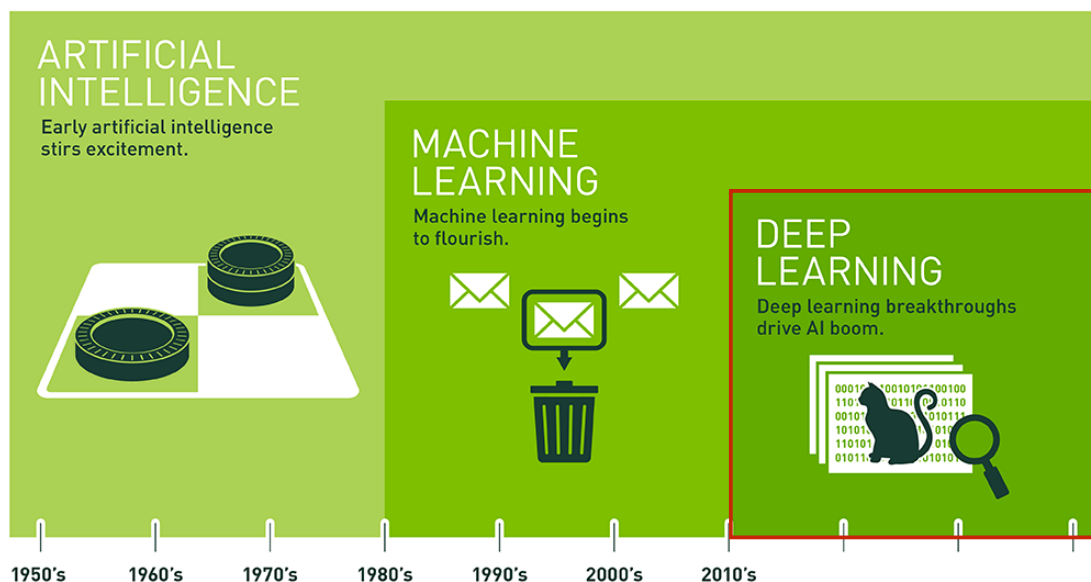 ARTIFICIAL
INTELLIGENCE
Early artificial intelligence
stirs excitement.
MACHINE
LEARNING
Machine learning begins
to flourish.
DEEP
LEARNING
Deep learning breakthroughs
drive AI boom.
1950's 1960's 1970's 1980's 1990's 2000's 2010's